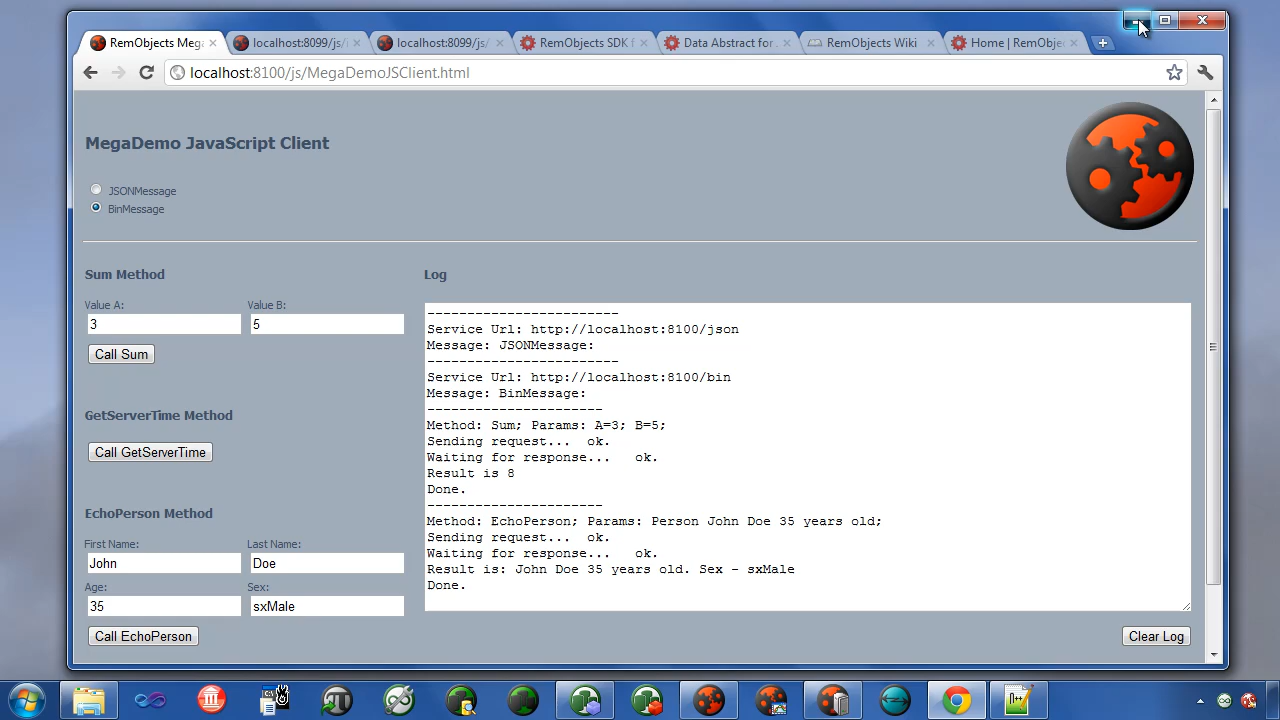 RemObjects Mega
localhost:8099/js/
localhost:8099/js/
RemObjects SDK f
Data Abstract for
RemObjects Wiki
Home | RemObje
localhost:8100/js/MegaDemoJSClient.html
MegaDemo JavaScript Client
JSONMessage
BinMessage
Sum Method
Value A:
Value B:
3
5
Call Sum
GetServerTime Method
Call GetServerTime
EchoPerson Method
First Name:
Last Name:
John
Doe
Age:
Sex:
35
sxMale
Call EchoPerson
Log
------------------------
Service Url: http://localhost:8100/json
Message: JSONMessage:
------------------------
Service Url: http://localhost:8100/bin
Message: BinMessage:
----------------------
Method: Sum; Params: A=3; B=5;
Sending request...  ok.
Waiting for response...   ok.
Result is 8
Done.
----------------------
Method: EchoPerson; Params: Person John Doe 35 years old;
Sending request...  ok.
Waiting for response...   ok.
Result is: John Doe 35 years old. Sex - sxMale
Done.
Clear Log